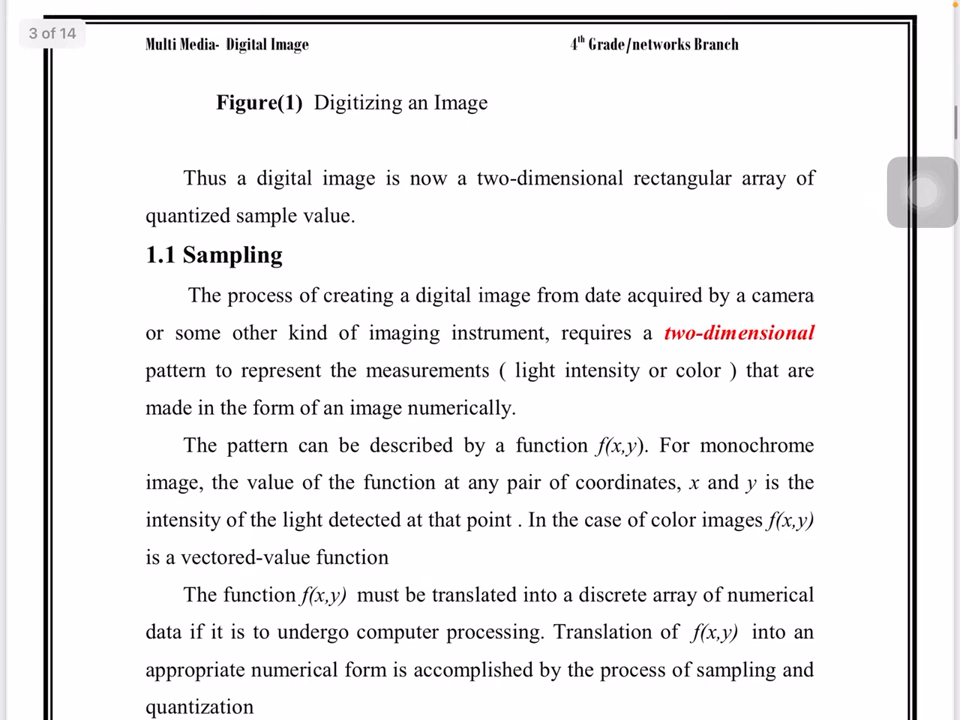 3 of 14
Multi Media- Digital Image 4th Grade/networks Branch
Figure(1) Digitizing an Image
Thus a digital image is now a two-dimensional rectangular array of
quantized sample value.
1.1 Sampling
The process of creating a digital image from date acquired by a camera
or some other kind of imaging instrument, requires a two-dimensional
pattern to represent the measurements ( light intensity or color ) that are
made in the form of an image numerically.
The pattern can be described by a function f(x,y). For monochrome
image, the value of the function at any pair of coordinates, x and y is the
intensity of the light detected at that point . In the case of color images f(x,y)
is a vectored-value function
The function f(x,y) must be translated into a discrete array of numerical
data if it is to undergo computer processing. Translation of f(x,y) into an
appropriate numerical form is accomplished by the process of sampling and
quantization